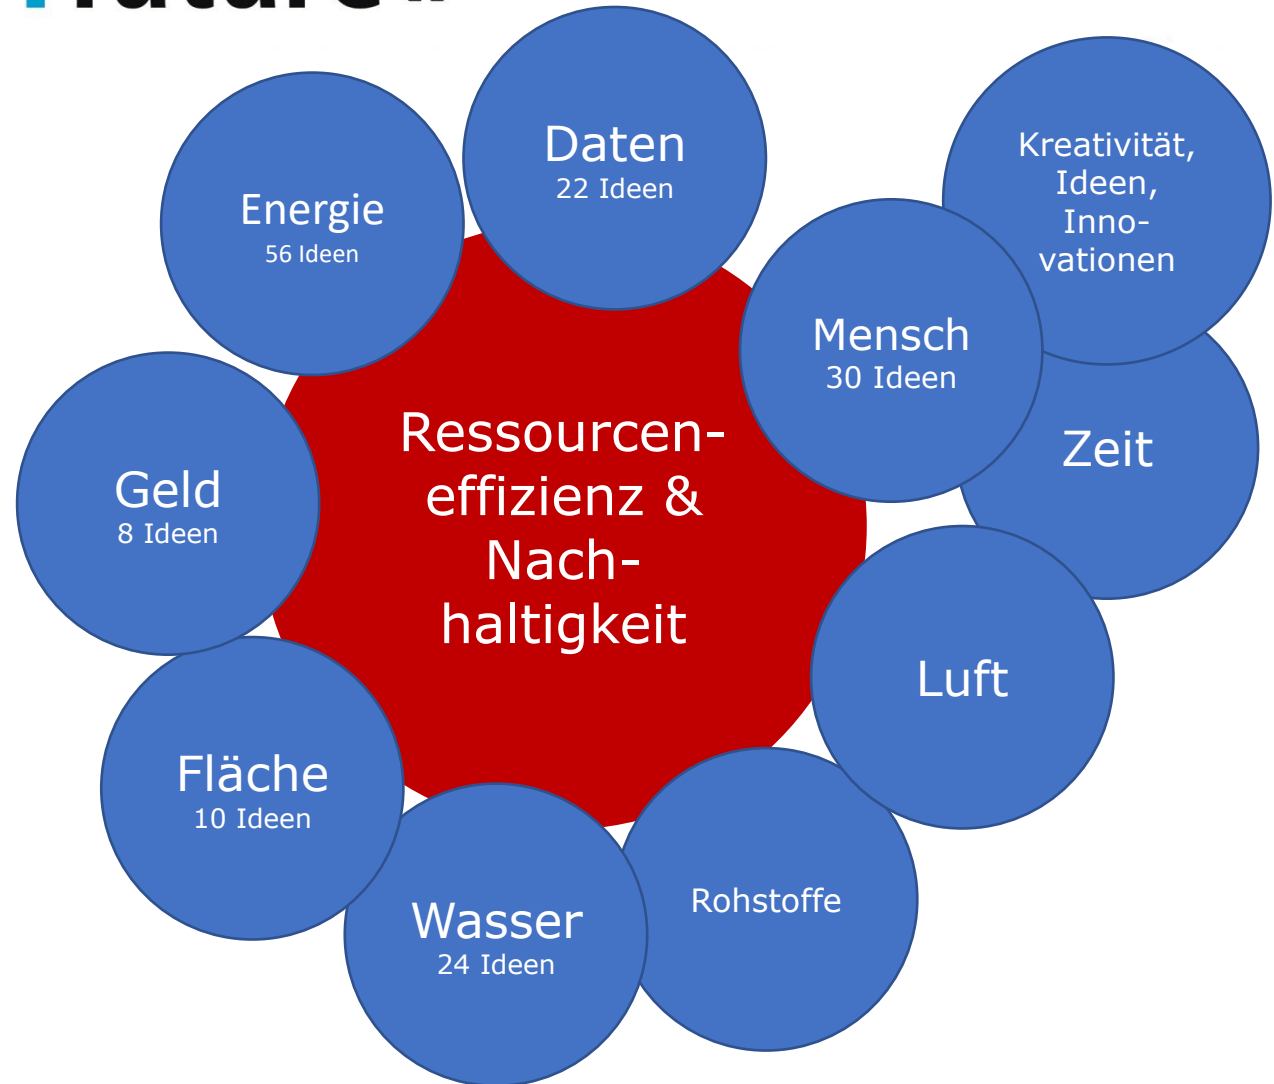 Daten
22 Ideen
Kreativität,
Ideen,
Inno-
vationen
Energie
56 Ideen
Mensch
30 Ideen
Ressourcen-
effizienz &
Nach-
haltigkeit
Zeit
Geld
8 Ideen
Luft
Fläche
10 Ideen
Rohstoffe
Wasser
24 Ideen